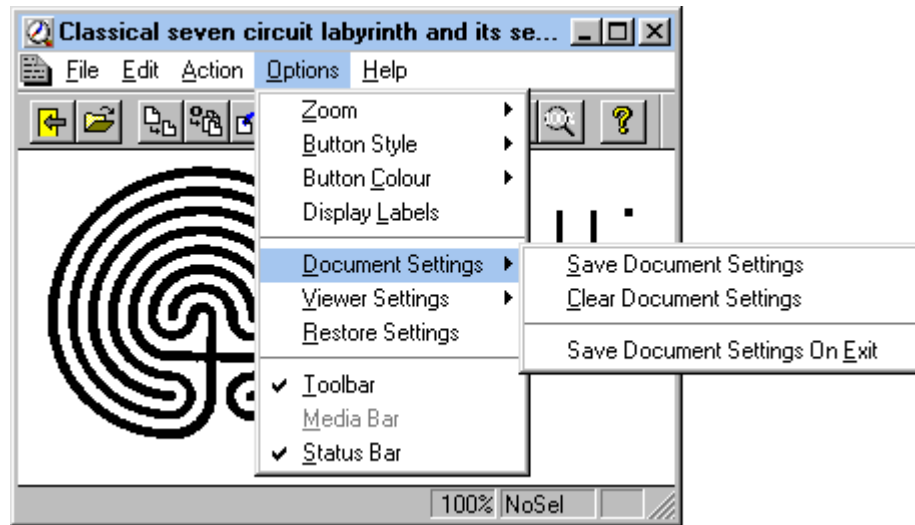 Classical seven circuit labyrinth and its se...
File Edit Action Options Help
Zoom
Button Style
Button Colour
Display Labels
Document Settings
Save Document Settings
Viewer Settings
Clear Document Settings
Restore Settings
Save Document Settings On Exit
Toolbar
Media Bar
Status Bar
100% NoSel